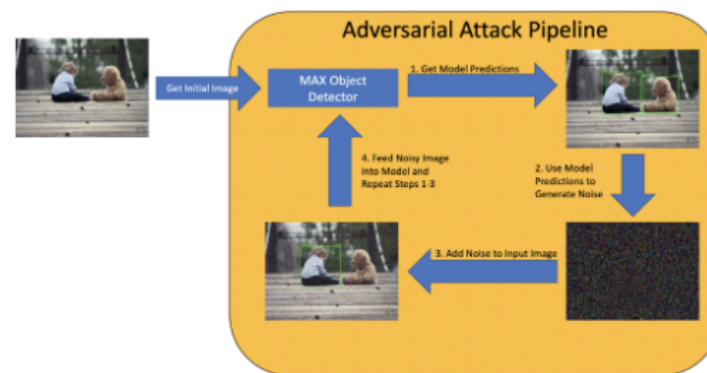 Adversarial Attack Pipeline
Get Initial Image
MAX Object
Detector
1. Get Model Predictions
2. Use Model
Predictions to
Generate Noise
3. Add Noise to Input Image
4. Feed Noisy Image
into Model and
Repeat Steps 1-3